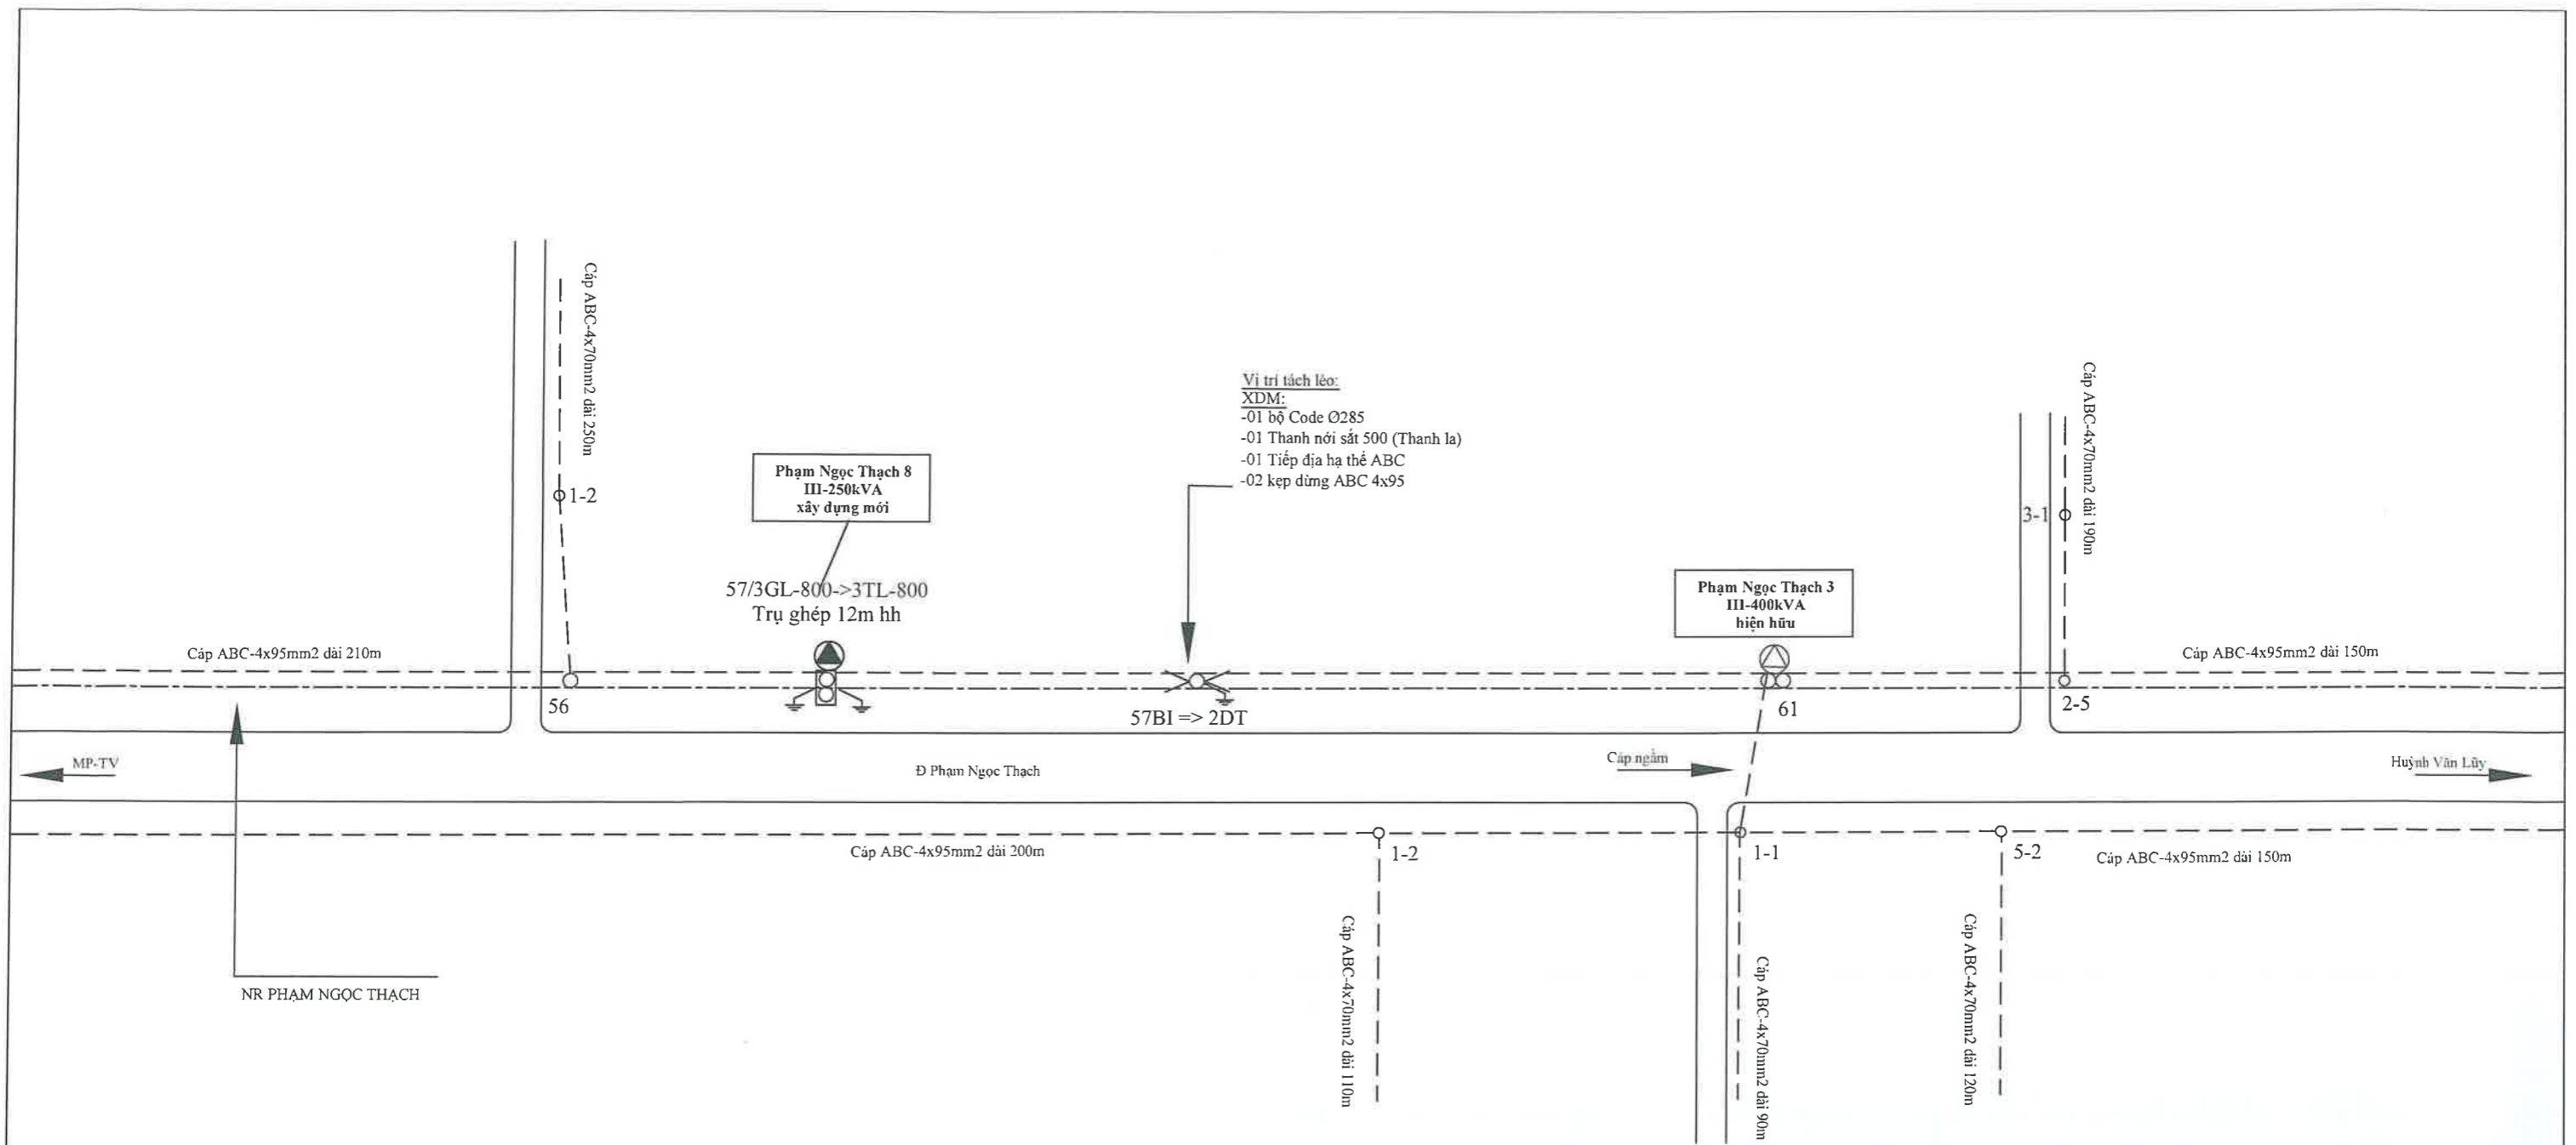 Cáp ABC-4x70mm2 dài 250m
1-2
Phạm Ngọc Thạch 8
III-250kVA
xây dựng mới
57/3GL-800->3TL-800
Trụ ghép 12m hh
Vị trí tách lèo:
XDM:
-01 bộ Code Ø285
-01 Thanh nới sắt 500 (Thanh la)
-01 Tiếp địa hạ thế ABC
-02 kẹp dừng ABC 4x95
Cáp ABC-4x70mm2 dài 190m
3-1
Phạm Ngọc Thạch 3
III-400kVA
hiện hữu
Cáp ABC-4x95mm2 dài 210m
Cáp ABC-4x95mm2 dài 150m
56
57BI => 2DT
61
2-5
MP-TV
Đ Phạm Ngọc Thạch
Cáp ngầm
Huỳnh Văn Lũy
Cáp ABC-4x95mm2 dài 200m
1-2
1-1
5-2
Cáp ABC-4x95mm2 dài 150m
Cáp ABC-4x70mm2 dài 110m
Cáp ABC-4x70mm2 dài 90m
Cáp ABC-4x70mm2 dài 120m
NR PHẠM NGỌC THẠCH